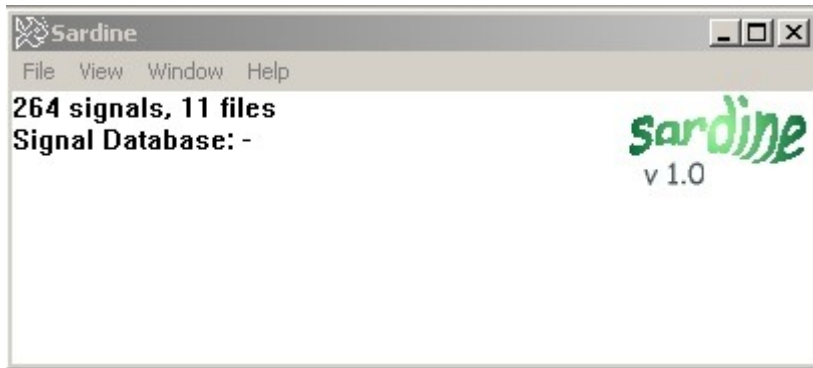 Sardine
File View Window Help
264 signals, 11 files
Signal Database: -
sardine
v 1.0